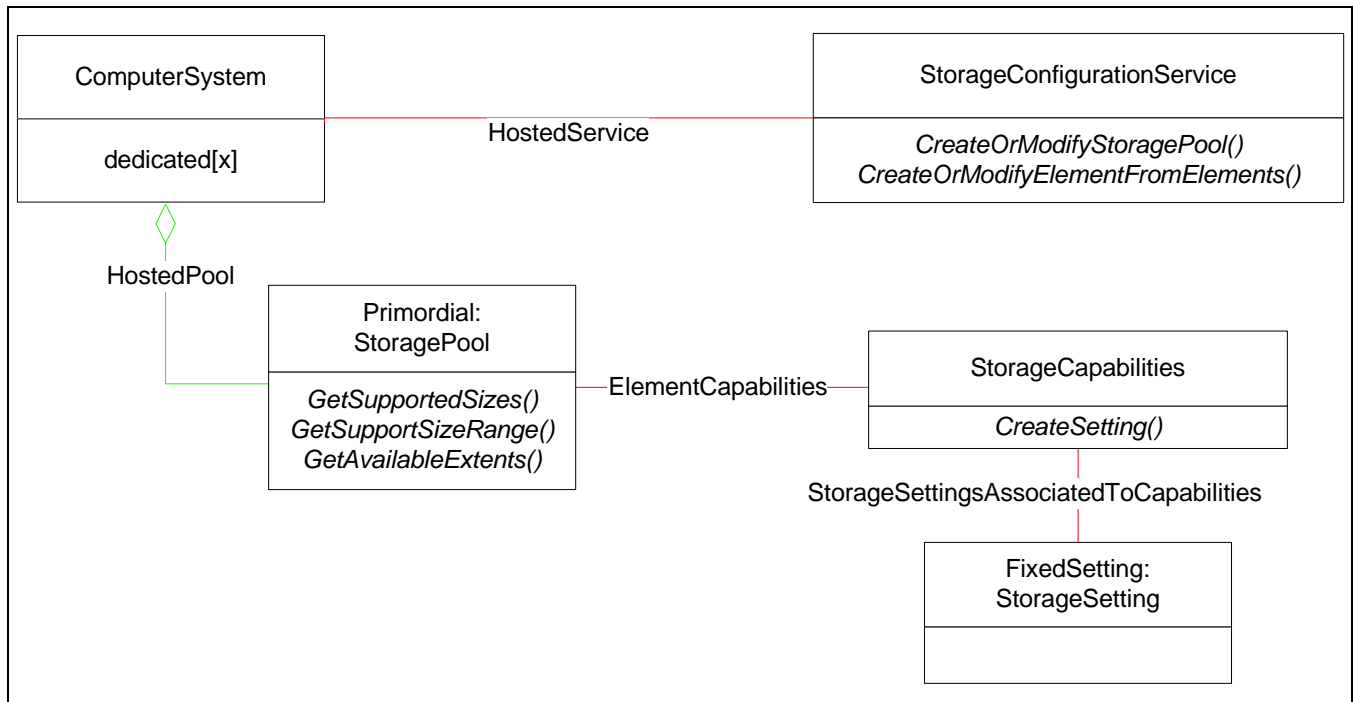 ComputerSystem
dedicated[x]
HostedService
StorageConfigurationService
CreateOrModifyStoragePool()
CreateOrModifyElementFromElements()
HostedPool
Primordial:
StoragePool
GetSupportedSizes()
GetSupportSizeRange()
GetAvailableExtents()
ElementCapabilities
StorageCapabilities
CreateSetting()
StorageSettingsAssociatedToCapabilities
FixedSetting:
StorageSetting